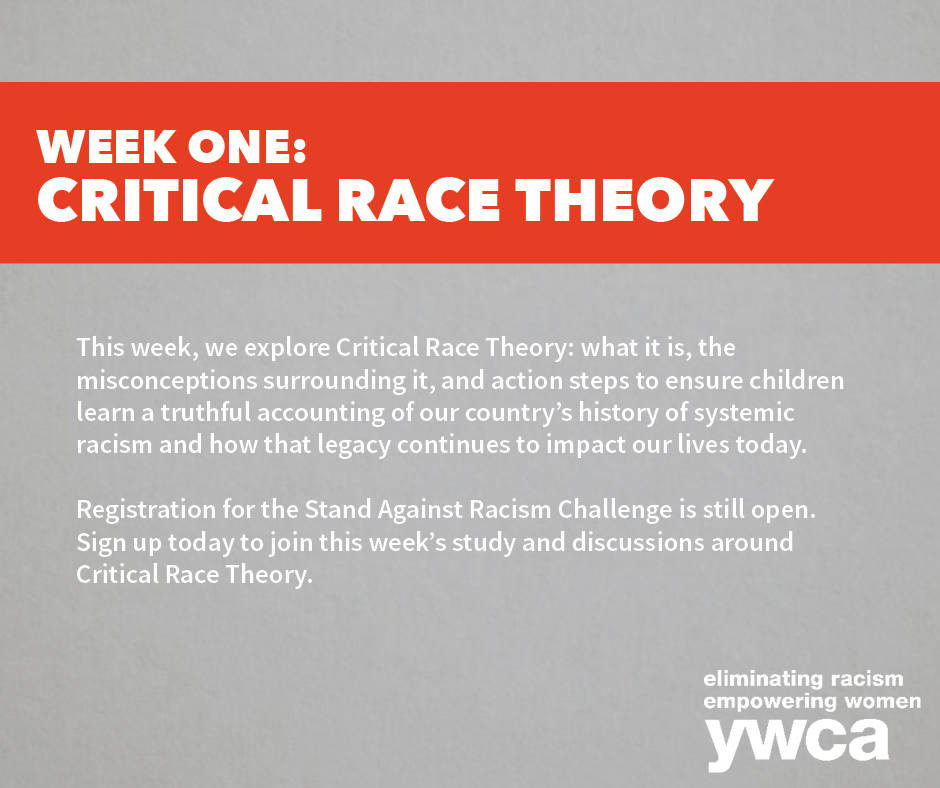 WEEK ONE:
CRITICAL RACE THEORY
This week, we explore Critical Race Theory: what it is, the
misconceptions surrounding it, and action steps to ensure children
learn a truthful accounting of our country’s history of systemic
racism and how that legacy continues to impact our lives today.
Registration for the Stand Against Racism Challenge is still open.
Sign up today to join this week’s study and discussions around
Critical Race Theory.
eliminating racism
empowering women
ywca